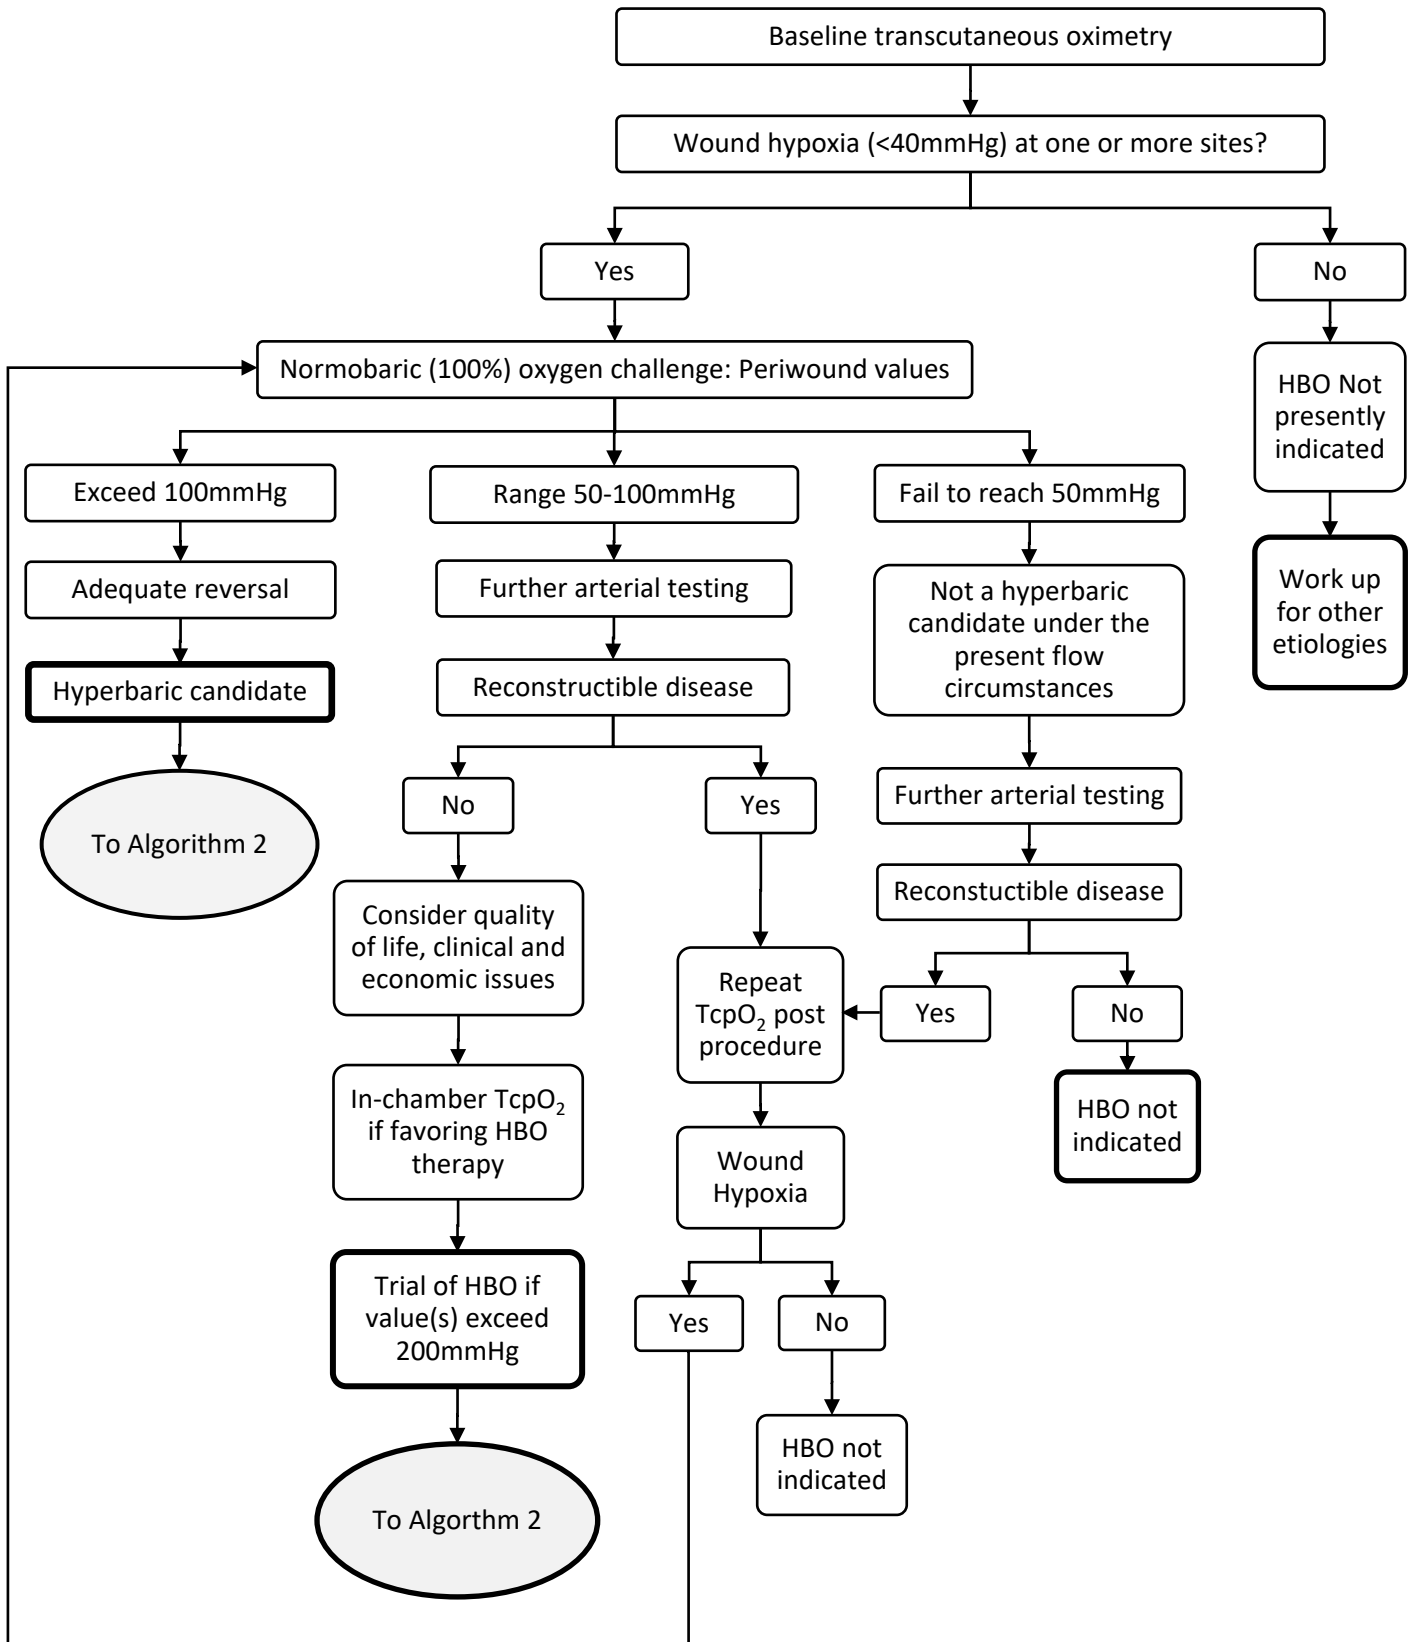 Baseline transcutaneous oximetry
Wound hypoxia (<40mmHg) at one or more sites?
Yes
No
Normobaric (100%) oxygen challenge: Periwound values
HBO Not
presently
indicated
Work up
for other
etiologies
Exceed 100mmHg
Adequate reversal
Hyperbaric candidate
To Algorithm 2
Range 50-100mmHg
Further arterial testing
Reconstructible disease
No
Consider quality
of life, clinical and
economic issues
In-chamber TcpO₂
if favoring HBO
therapy
Trial of HBO if
value(s) exceed
200mmHg
To Algorthm 2
Yes
Repeat
TcpO₂ post
procedure
Wound
Hypoxia
Yes
No
HBO not
indicated
Fail to reach 50mmHg
Not a hyperbaric
candidate under the
present flow
circumstances
Further arterial testing
Reconstuctible disease
Yes
No
HBO not
indicated